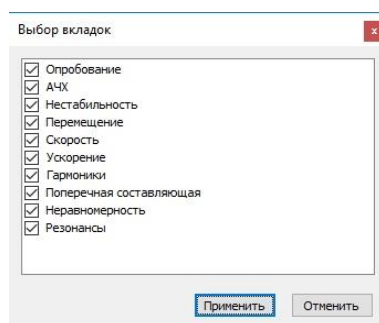 Выбор вкладок
x
Опробование
АЧХ
Нестабильность
Перемещение
Скорость
Ускорение
Гармоники
Поперечная составляющая
Неравномерность
Резонансы
Применить Отменить